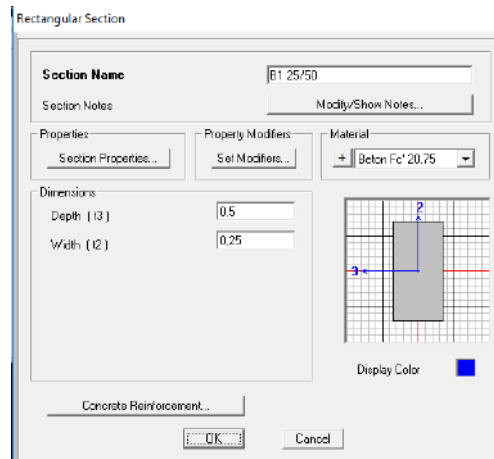 Rectangular Section
Section Name
B1 25/50
Section Notes
Modify/Show Notes...
Properties
Section Properties...
Property Modifiers
Set Modifiers...
Material
+
Beton Fc' 20.75
Dimensions
Depth ( t3 )
0,5
Width ( t2 )
0,25
2
3
Display Color
Concrete Reinforcement...
OK
Cancel